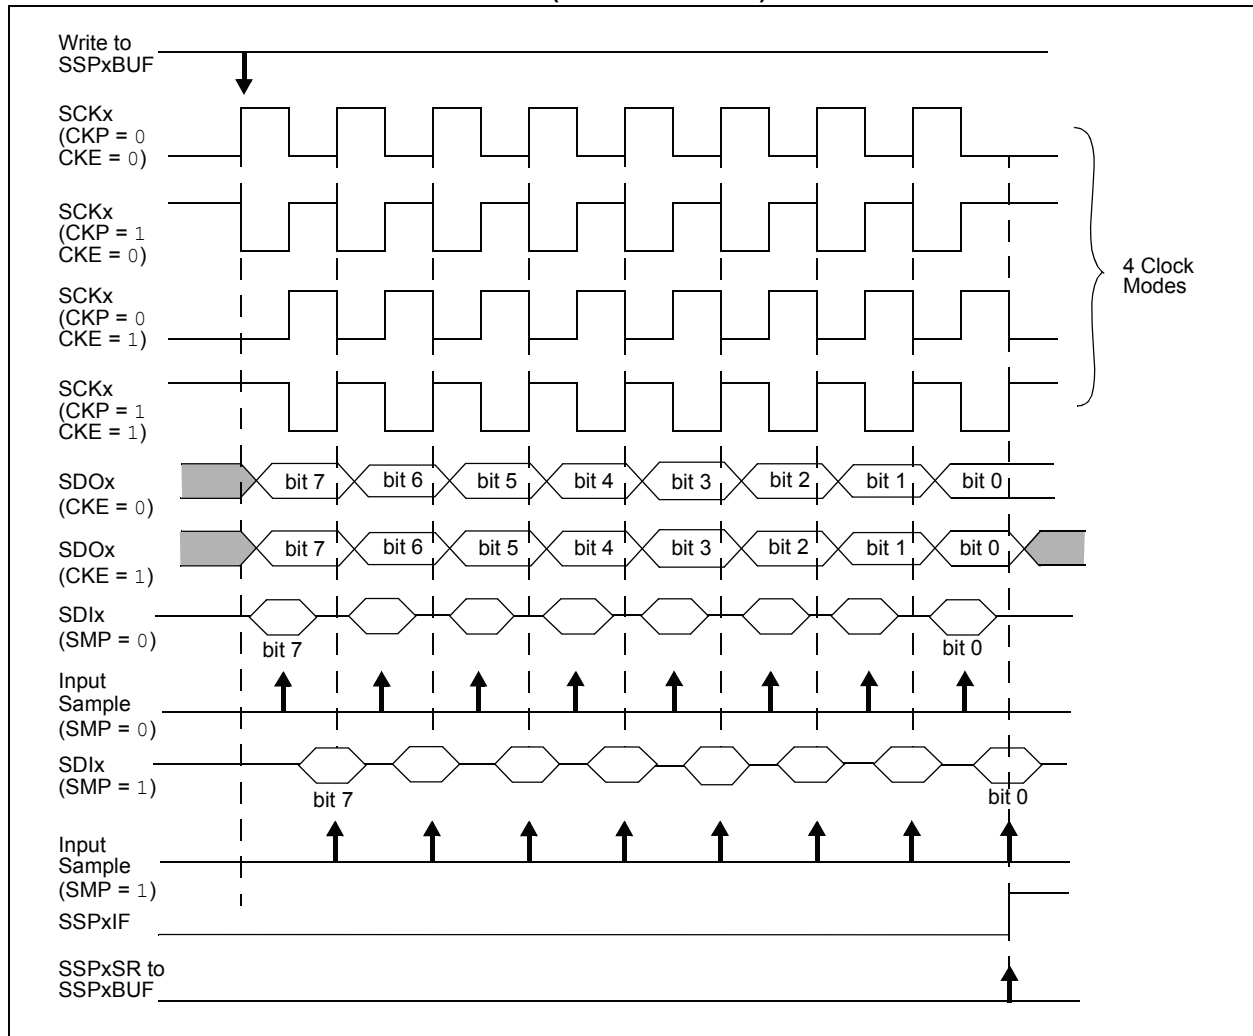 Write to
SSPxBUF
SCKx
(CKP = 0
CKE = 0)
SCKx
(CKP = 1
CKE = 0)
4 Clock
Modes
SCKx
(CKP = 0
CKE = 1)
SCKx
(CKP = 1
CKE = 1)
SDOx
(CKE = 0)
bit 7 bit 6 bit 5 bit 4 bit 3 bit 2 bit 1 bit 0
SDOx
(CKE = 1)
bit 7 bit 6 bit 5 bit 4 bit 3 bit 2 bit 1 bit 0
SDIx
(SMP = 0)
bit 7 bit 0
Input
Sample
(SMP = 0)
SDIx
(SMP = 1)
bit 7 bit 0
Input
Sample
(SMP = 1)
SSPxIF
SSPxSR to
SSPxBUF